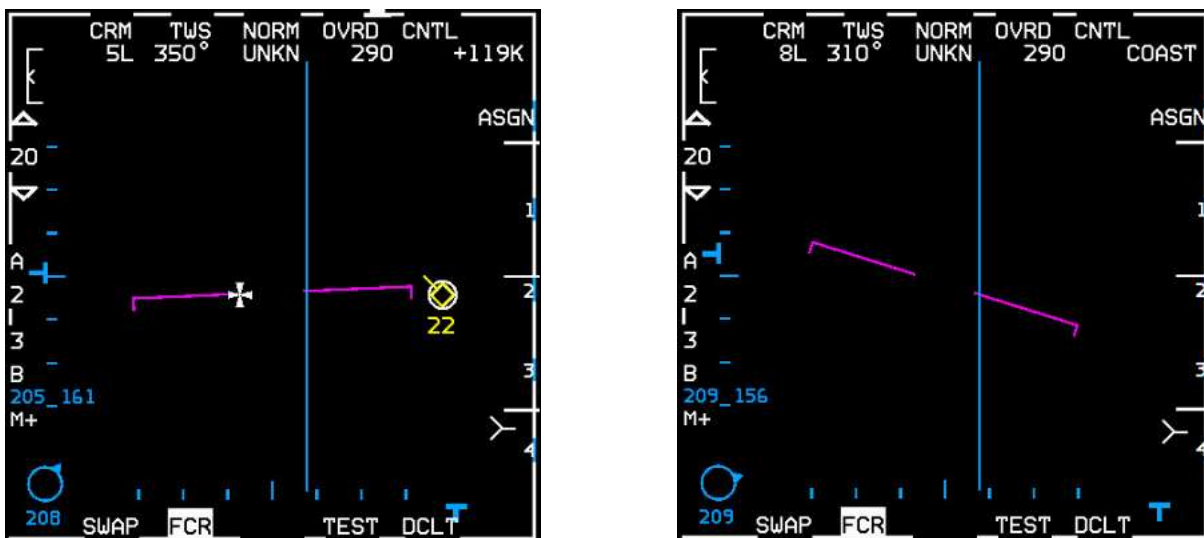 CRM TWS NORM OVRD CNTL
5L 350° UNKN 290 +119K
ASGN
20
1
A
2
2
3
3
B
205_161
M+
4
22
208
SWAP FCR TEST DCLT
CRM TWS NORM OVRD CNTL
8L 310° UNKN 290 COAST
ASGN
20
1
A
2
2
3
3
B
209_156
M+
4
209
SWAP FCR TEST DCLT